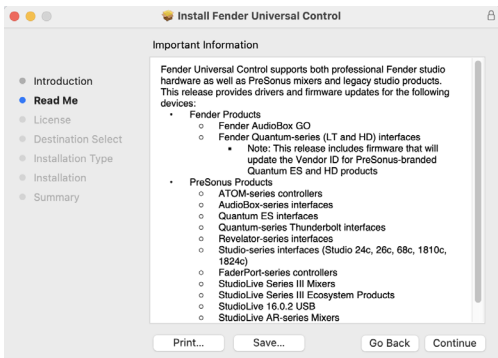 Install Fender Universal Control
Important Information
Introduction
Read Me
License
Destination Select
Installation Type
Installation
Summary
Fender Universal Control supports both professional Fender studio
hardware as well as PreSonus mixers and legacy studio products.
This release provides drivers and firmware updates for the following
devices:
• Fender Products
○ Fender AudioBox GO
○ Fender Quantum-series (LT and HD) interfaces
▪ Note: This release includes firmware that will
update the Vendor ID for PreSonus-branded
Quantum ES and HD products
• PreSonus Products
○ ATOM-series controllers
○ AudioBox-series interfaces
○ Quantum ES interfaces
○ Quantum-series Thunderbolt interfaces
○ Revelator-series interfaces
○ Studio-series interfaces (Studio 24c, 26c, 68c, 1810c,
1824c)
○ FaderPort-series controllers
○ StudioLive Series III Mixers
○ StudioLive Series III Ecosystem Products
○ StudioLive 16.0.2 USB
○ StudioLive AR-series Mixers
Print...
Save...
Go Back
Continue